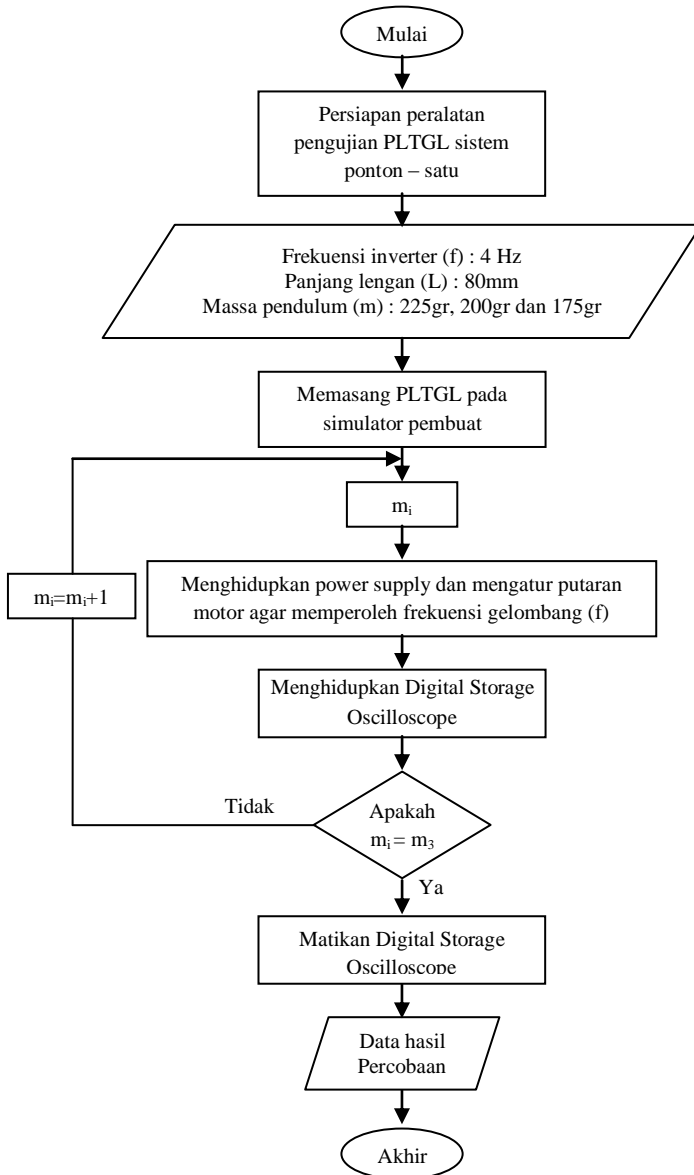 Mulai
Persiapan peralatan
pengujian PLTGL sistem
ponton – satu
Frekuensi inverter (f) : 4 Hz
Panjang lengan (L) : 80mm
Massa pendulum (m) : 225gr, 200gr dan 175gr
Memasang PLTGL pada
simulator pembuat
mi
mi=mi+1
Menghidupkan power supply dan mengatur putaran
motor agar memperoleh frekuensi gelombang (f)
Menghidupkan Digital Storage
Oscilloscope
Tidak
Apakah
mi = m3
Ya
Matikan Digital Storage
Oscilloscope
Data hasil
Percobaan
Akhir